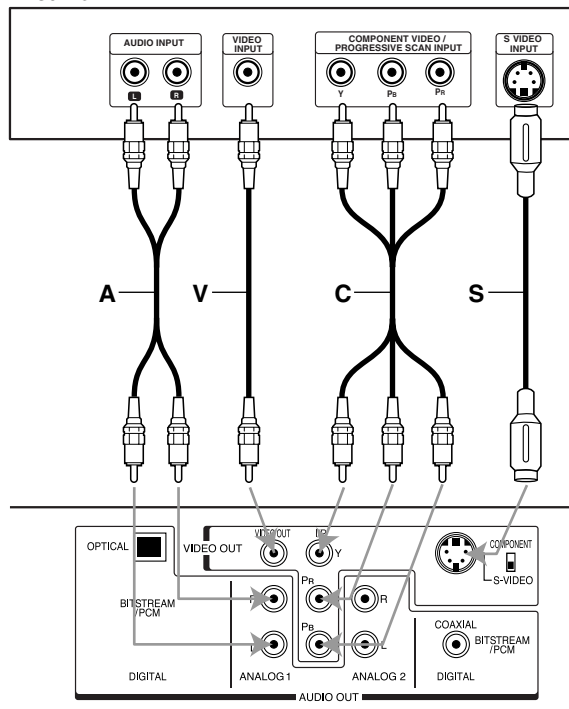 AUDIO INPUT
L
R
VIDEO
INPUT
COMPONENT VIDEO /
PROGRESSIVE SCAN INPUT
Y
PB
PR
S VIDEO
INPUT
A
V
C
S
OPTICAL
VIDEO OUT
Y
COMPONENT
S-VIDEO
BITSTREAM
/PCM
PR
R
PB
L
COAXIAL
BITSTREAM
/PCM
DIGITAL
ANALOG 1
ANALOG 2
DIGITAL
AUDIO OUT